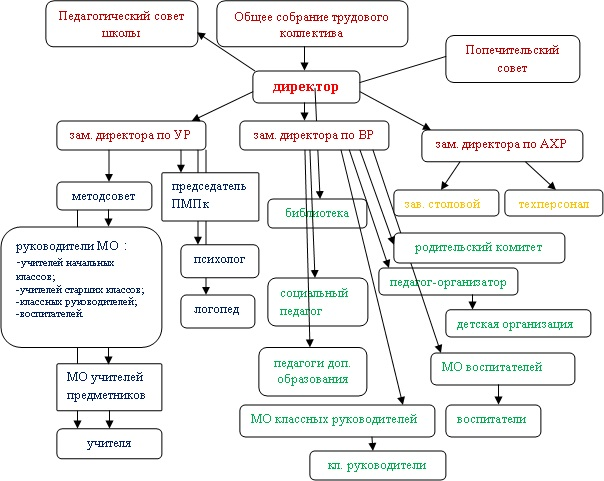 Педагогический совет
школы
Общее собрание трудового
коллектива
Попечительский
совет
директор
зам. директора по УР
зам. директора по ВР
зам. директора по АХР
методсовет
председатель
ПМПк
библиотека
зав. столовой
техперсонал
руководители МО :
-учителей начальных
классов;
-учителей старших классов;
-классных руководителей;
-воспитателей.
психолог
родительский комитет
логопед
социальный
педагог
педагог-организатор
детская организация
МО учителей
предметников
педагоги доп.
образования
МО воспитателей
учителя
МО классных руководителей
воспитатели
кл. руководители